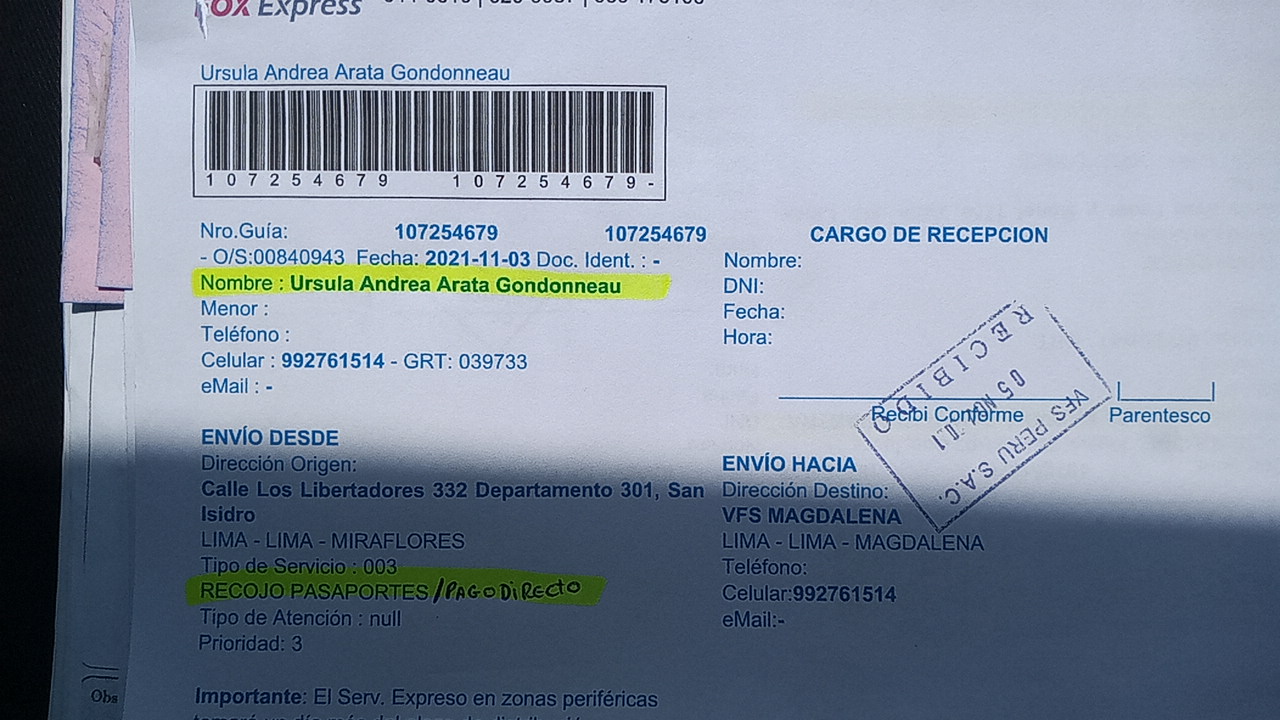 OX Express
Ursula Andrea Arata Gondonneau
107254679 107254679-
Nro.Guía: 107254679 107254679
- O/S:00840943 Fecha: 2021-11-03 Doc. Ident. : -
Nombre : Ursula Andrea Arata Gondonneau
Menor :
Teléfono :
Celular : 992761514 - GRT: 039733
eMail : -
ENVÍO DESDE
Dirección Origen:
Calle Los Libertadores 332 Departamento 301, San
Isidro
LIMA - LIMA - MIRAFLORES
Tipo de Servicio : 003
RECOJO PASAPORTES /PAGO DIRECTO
Tipo de Atención : null
Prioridad: 3
Importante: El Serv. Expreso en zonas periféricas
CARGO DE RECEPCION
Nombre:
DNI:
Fecha:
Hora:
Recibi Conforme
Parentesco
VFS PERU S.A.C.
RECIBIDO
ENVÍO HACIA
Dirección Destino:
VFS MAGDALENA
LIMA - LIMA - MAGDALENA
Teléfono:
Celular:992761514
eMail:-
Obs